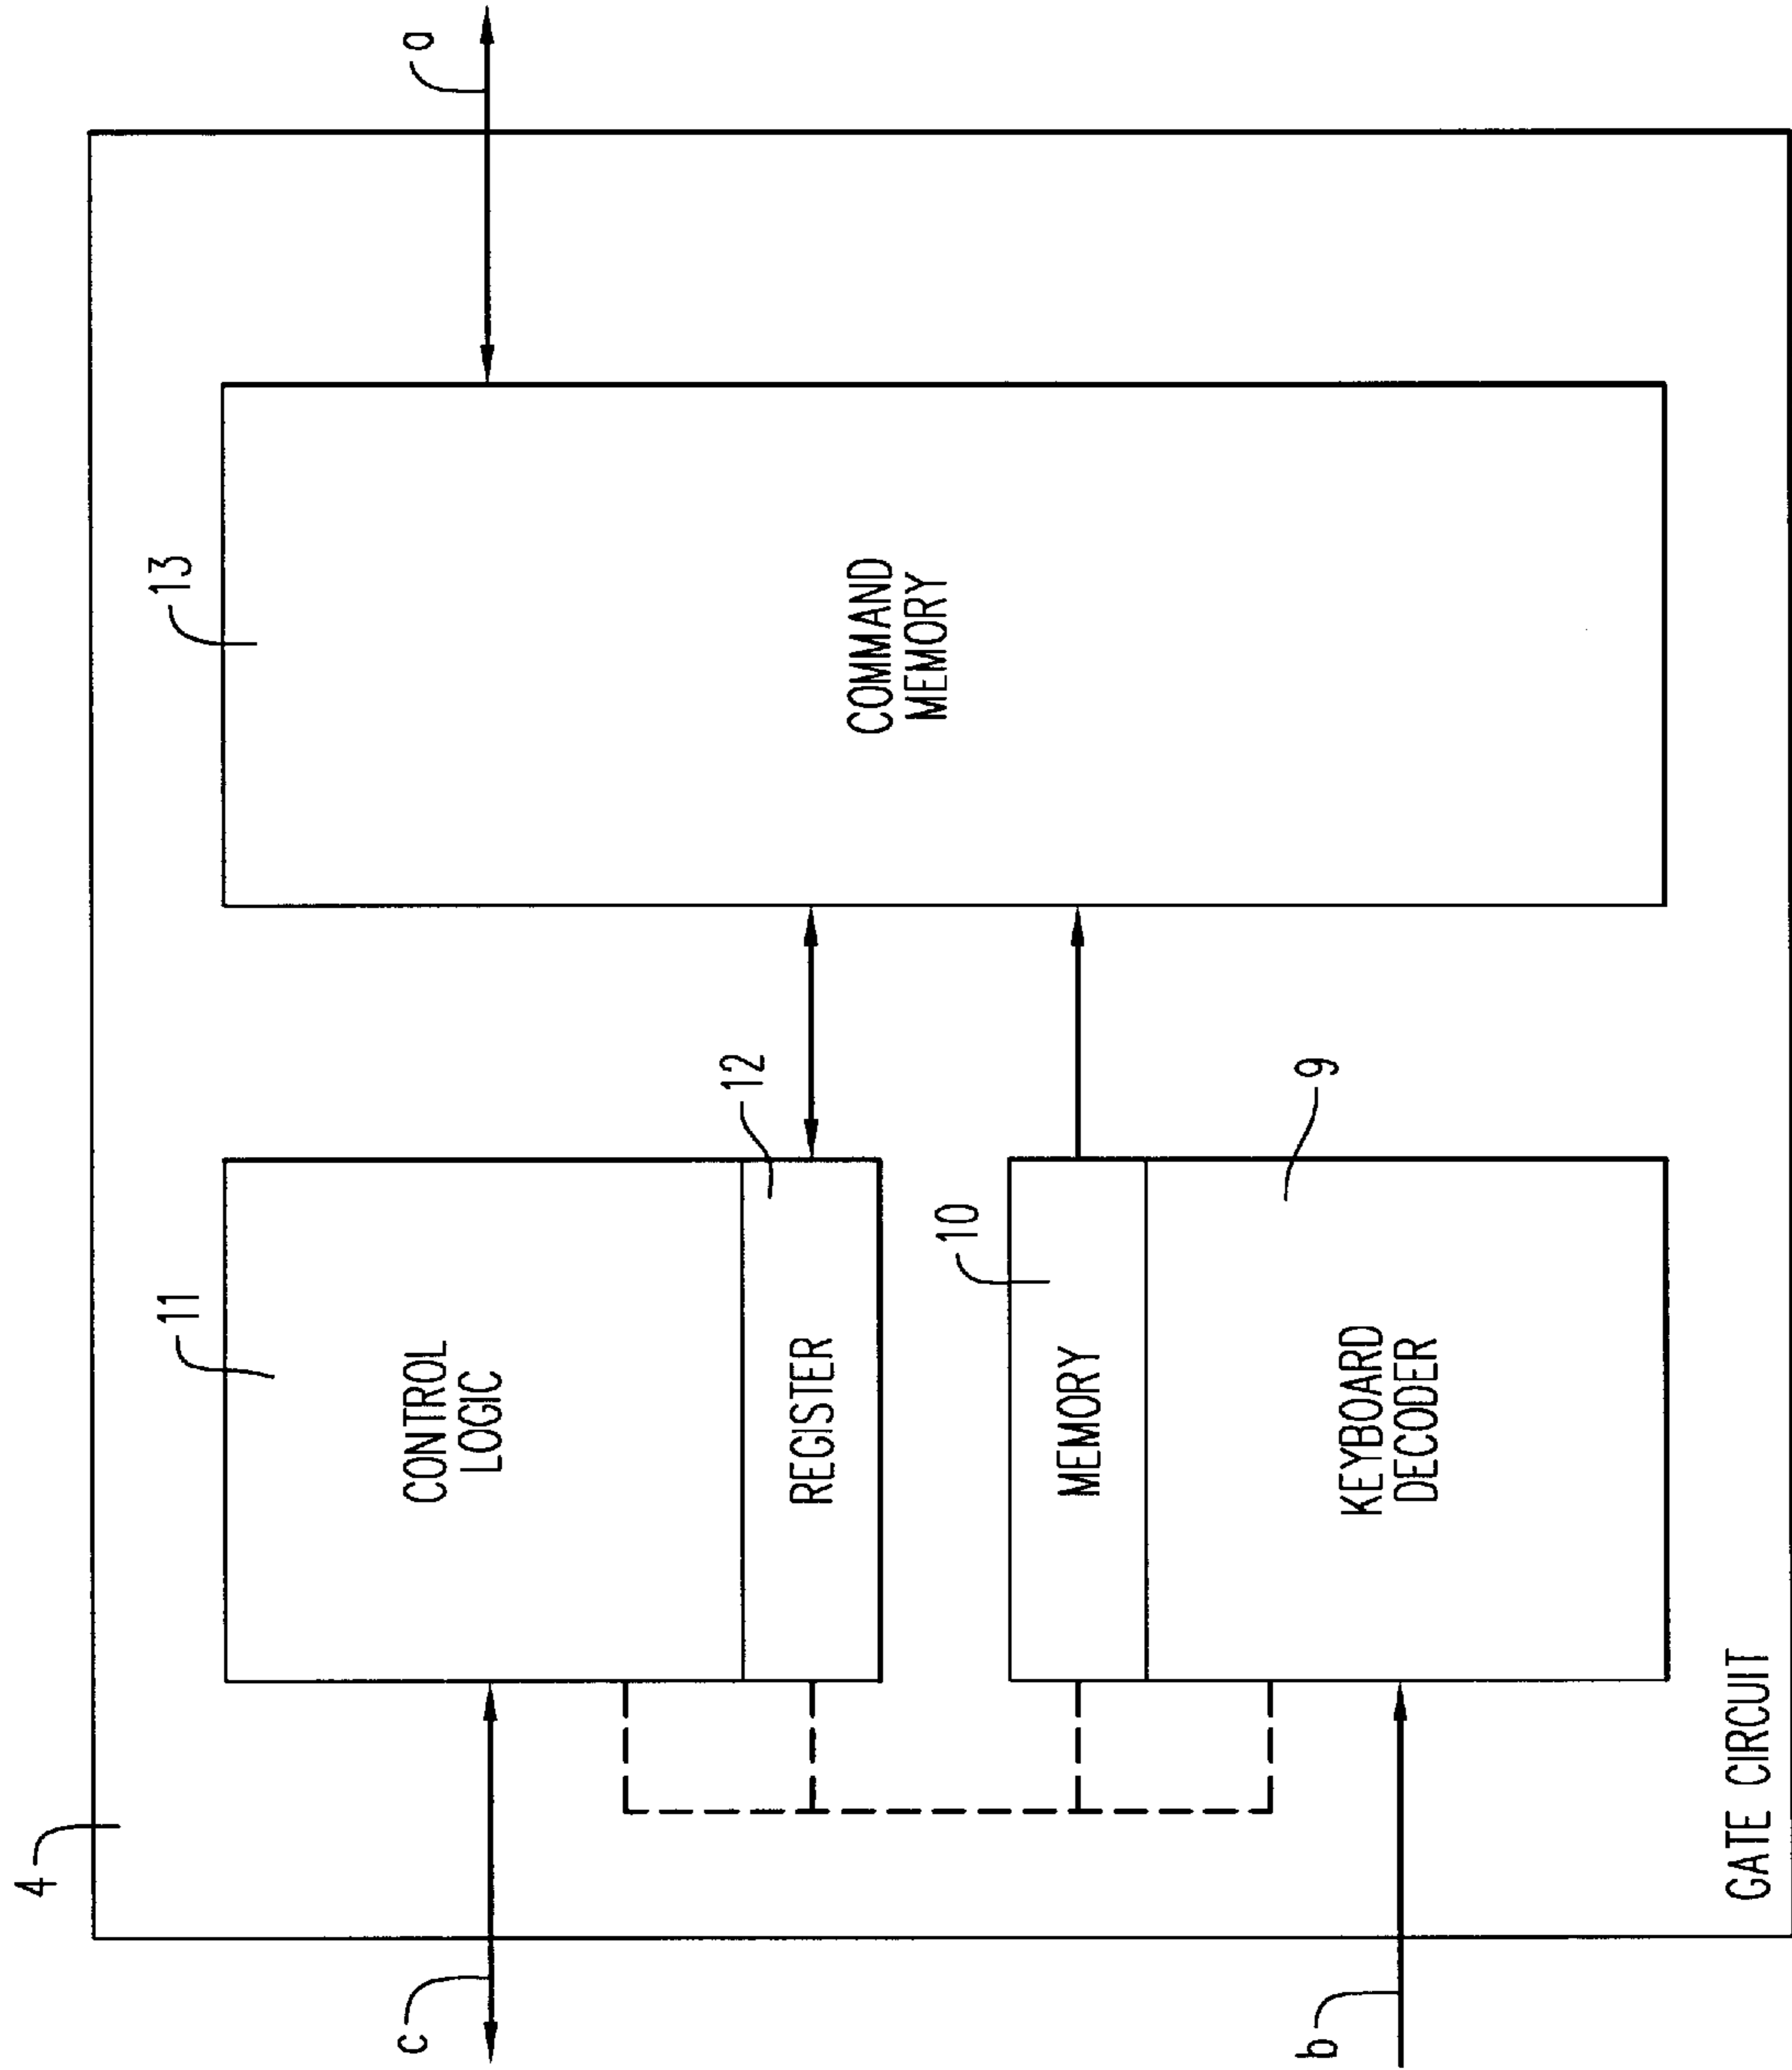 4
11
13
c
a
CONTROL
LOGIC
12
REGISTER
COMMAND
MEMORY
10
MEMORY
b
9
KEYBOARD
DECODER
GATE CIRCUIT